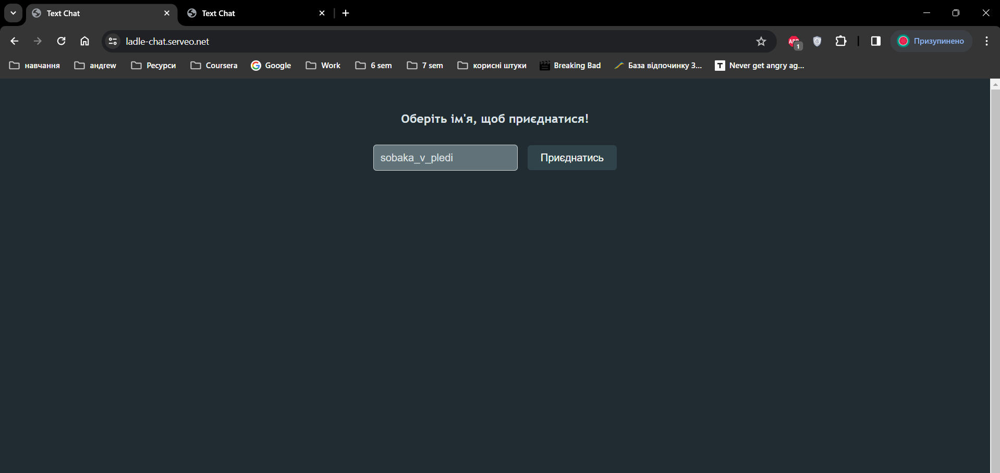 Text Chat
Text Chat
ladle-chat.serveo.net
1
Призупинено
навчання
андrew
Ресурси
Coursera
Google
Work
6 sem
7 sem
корисні штуки
Breaking Bad
База відпочинку З...
T Never get angry ag...
Оберіть ім'я, щоб приєднатися!
sobaka_v_pledi
Приєднатись